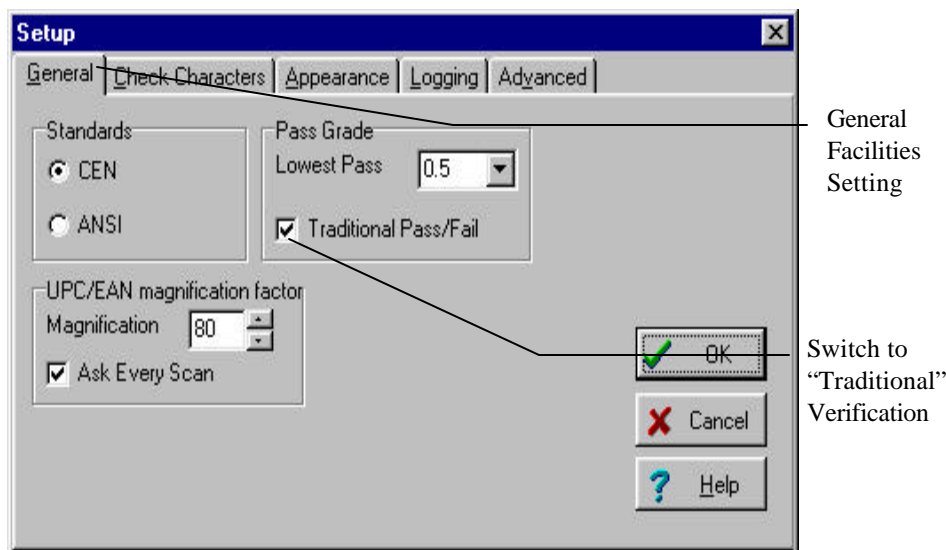 Setup
General Check Characters Appearance Logging Advanced
Standards
CEN
ANSI
Pass Grade
Lowest Pass 0.5
Traditional Pass/Fail
UPC/EAN magnification factor
Magnification 80
Ask Every Scan
OK
Cancel
? Help
General
Facilities
Setting
Switch to
“Traditional”
Verification